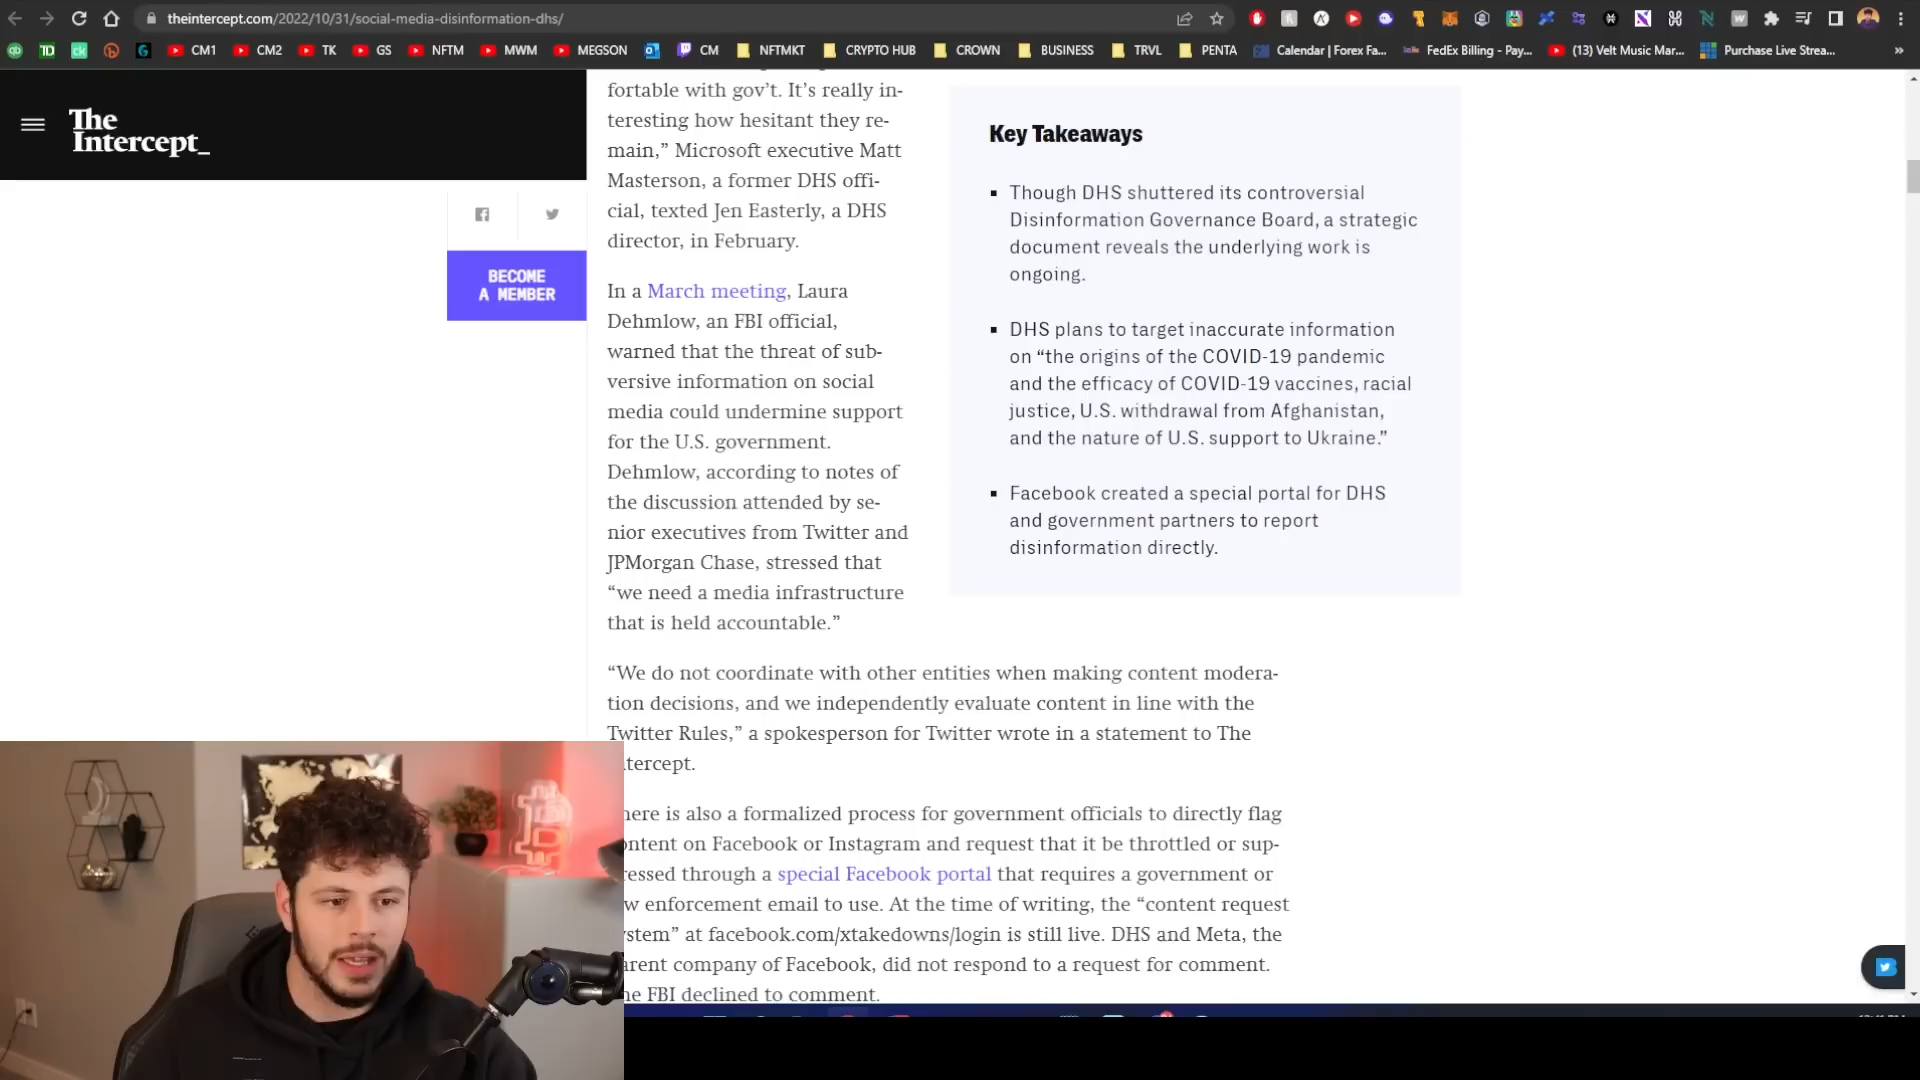 theintercept.com/2022/10/31/social-media-disinformation-dhs/
CM1 CM2 TK GS NFTM MWM MEGSON CM NFTMKT CRYPTO HUB CROWN BUSINESS TRVL PENTA Calendar | Forex Fa... FedEx Billing - Pay... (13) Velt Music Mar... Purchase Live Strea... »
The
Intercept_
BECOME
A MEMBER
fortable with gov’t. It’s really in-
teresting how hesitant they re-
main,” Microsoft executive Matt
Masterson, a former DHS offi-
cial, texted Jen Easterly, a DHS
director, in February.
In a March meeting, Laura
Dehmlow, an FBI official,
warned that the threat of sub-
versive information on social
media could undermine support
for the U.S. government.
Dehmlow, according to notes of
the discussion attended by se-
nior executives from Twitter and
JPMorgan Chase, stressed that
“we need a media infrastructure
that is held accountable.”
Key Takeaways
▪ Though DHS shuttered its controversial
Disinformation Governance Board, a strategic
document reveals the underlying work is
ongoing.
▪ DHS plans to target inaccurate information
on “the origins of the COVID-19 pandemic
and the efficacy of COVID-19 vaccines, racial
justice, U.S. withdrawal from Afghanistan,
and the nature of U.S. support to Ukraine.”
▪ Facebook created a special portal for DHS
and government partners to report
disinformation directly.
“We do not coordinate with other entities when making content modera-
tion decisions, and we independently evaluate content in line with the
Twitter Rules,” a spokesperson for Twitter wrote in a statement to The
ntercept.
here is also a formalized process for government officials to directly flag
ontent on Facebook or Instagram and request that it be throttled or sup-
ressed through a special Facebook portal that requires a government or
w enforcement email to use. At the time of writing, the “content request
ystem” at facebook.com/xtakedowns/login is still live. DHS and Meta, the
arent company of Facebook, did not respond to a request for comment.
he FBI declined to comment.